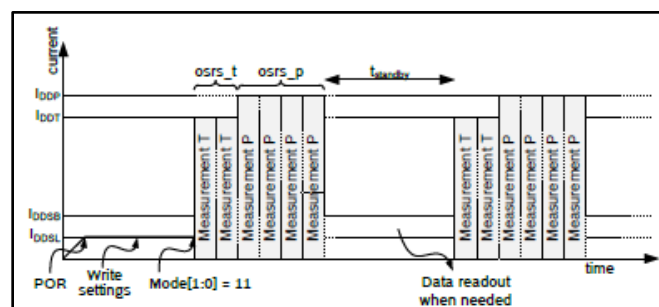 current
osrs_t
osrs_p
tstandby
IDDP
IDDT
IDDSB
IDDSL
Measurement T
Measurement T
Measurement P
Measurement P
Measurement P
Measurement P
Measurement T
Measurement T
Measurement P
Measurement P
Measurement P
Measurement P
time
POR
Write
settings
Mode[1:0] = 11
Data readout
when needed